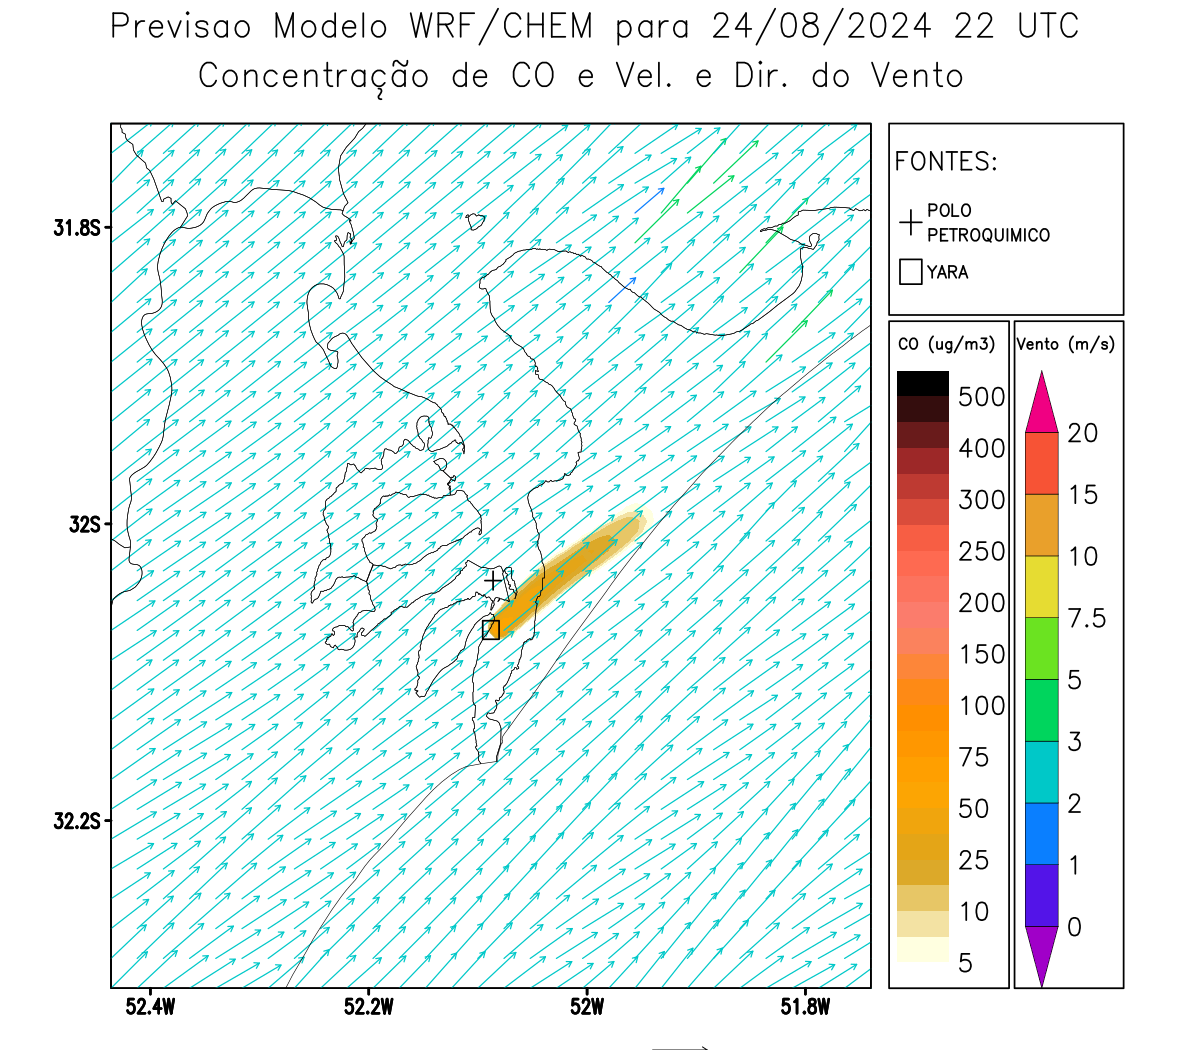 Previsao Modelo WRF/CHEM para 24/08/2024 22 UTC
Concentração de CO e Vel. e Dir. do Vento
FONTES:
POLO
PETROQUIMICO
YARA
31.8S
32S
32.2S
52.4W
52.2W
52W
51.8W
CO (ug/m3)
500
400
300
250
200
150
100
75
50
25
10
5
Vento (m/s)
20
15
10
7.5
5
3
2
1
0